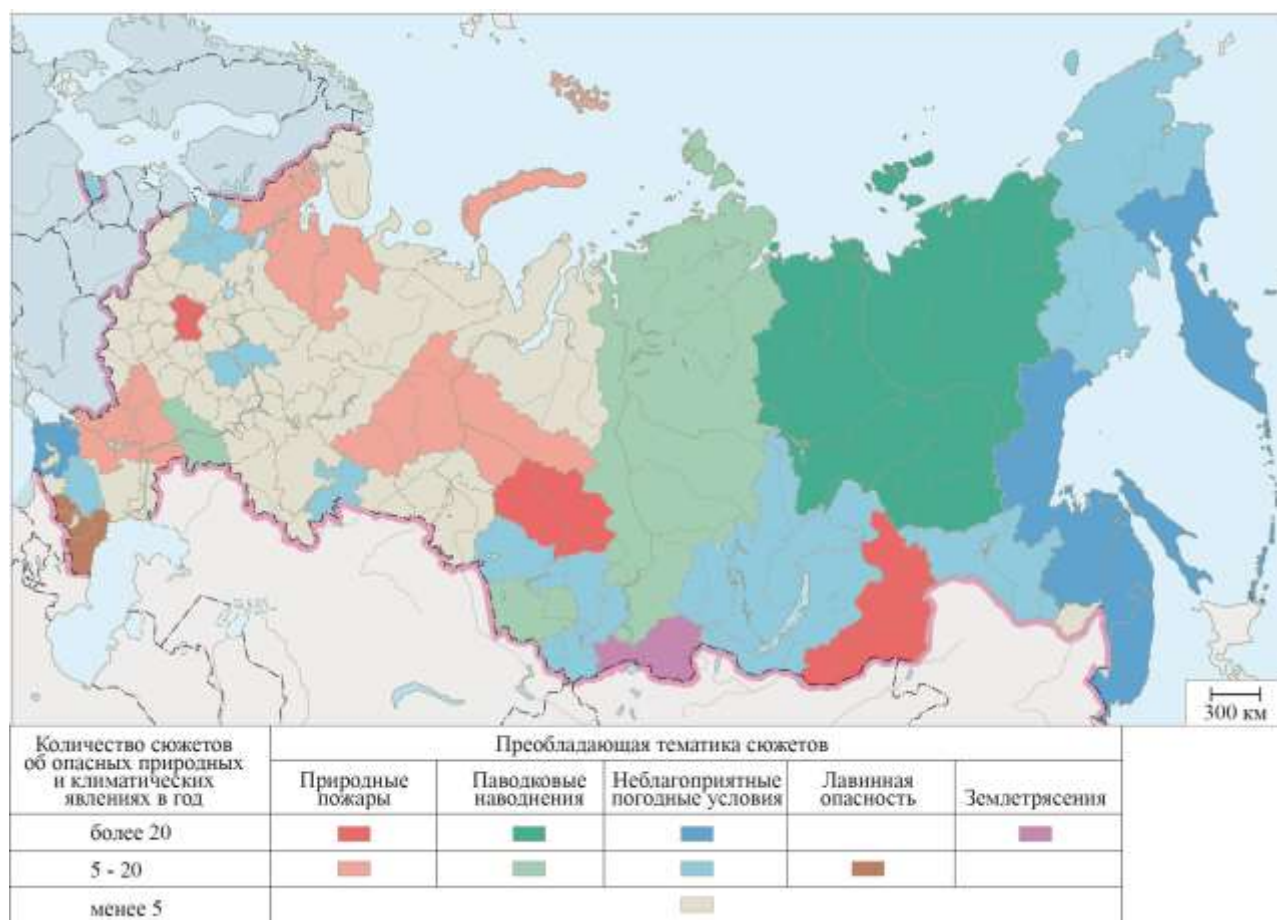 300 км
Количество сюжетов
об опасных природных
и климатических
явлениях в год
Преобладающая тематика сюжетов
Природные
пожары
Паводковые
наводнения
Неблагоприятные
погодные условия
Лавинная
опасность
Землетрясения
более 20
5 - 20
менее 5